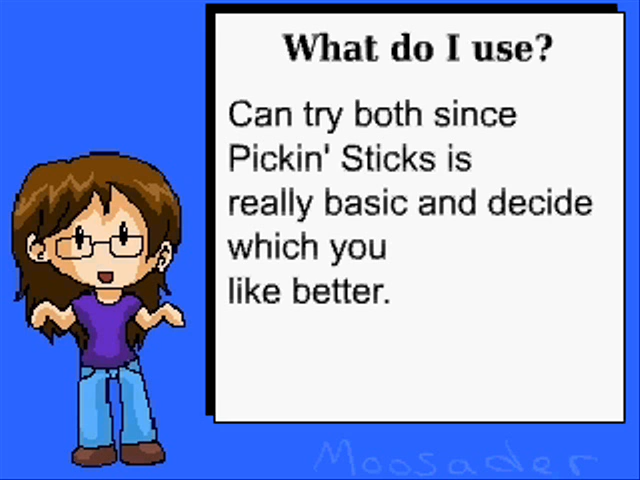 What do I use?
Can try both since
Pickin' Sticks is
really basic and decide
which you
like better.
Moosader